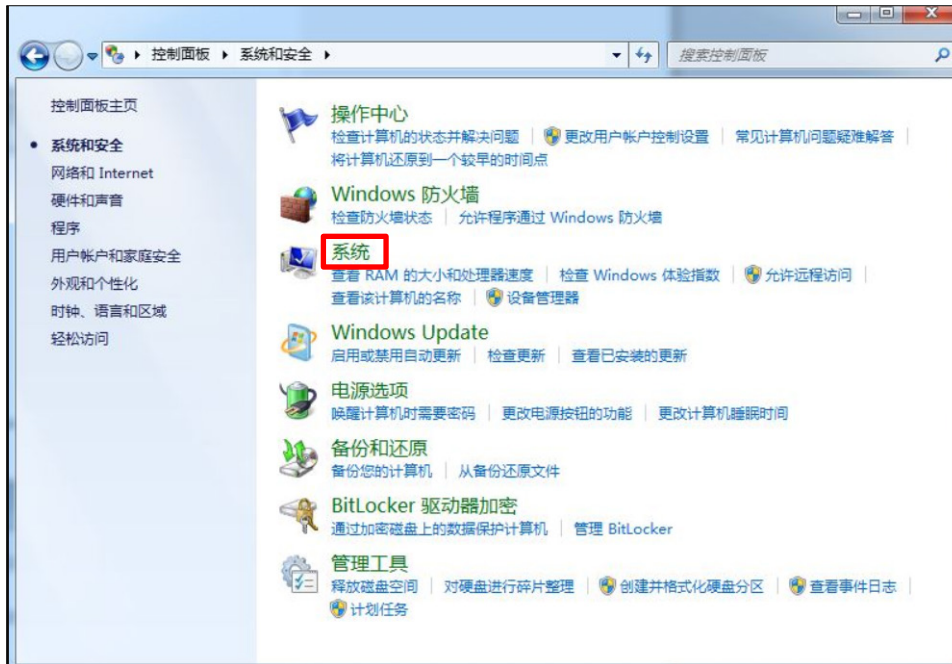 控制面板 系统和安全 搜索控制面板
控制面板主页
系统和安全
网络和 Internet
硬件和声音
程序
用户帐户和家庭安全
外观和个性化
时钟、语言和区域
轻松访问
操作中心
检查计算机的状态并解决问题 更改用户帐户控制设置 常见计算机问题疑难解答
将计算机还原到一个较早的时间点
Windows 防火墙
检查防火墙状态 允许程序通过 Windows 防火墙
系统
查看 RAM 的大小和处理器速度 检查 Windows 体验指数 允许远程访问
查看该计算机的名称 设备管理器
Windows Update
启用或禁用自动更新 检查更新 查看已安装的更新
电源选项
唤醒计算机时需要密码 更改电源按钮的功能 更改计算机睡眠时间
备份和还原
备份您的计算机 从备份还原文件
BitLocker 驱动器加密
通过加密磁盘上的数据保护计算机 管理 BitLocker
管理工具
释放磁盘空间 对硬盘进行碎片整理 创建并格式化硬盘分区 查看事件日志
计划任务